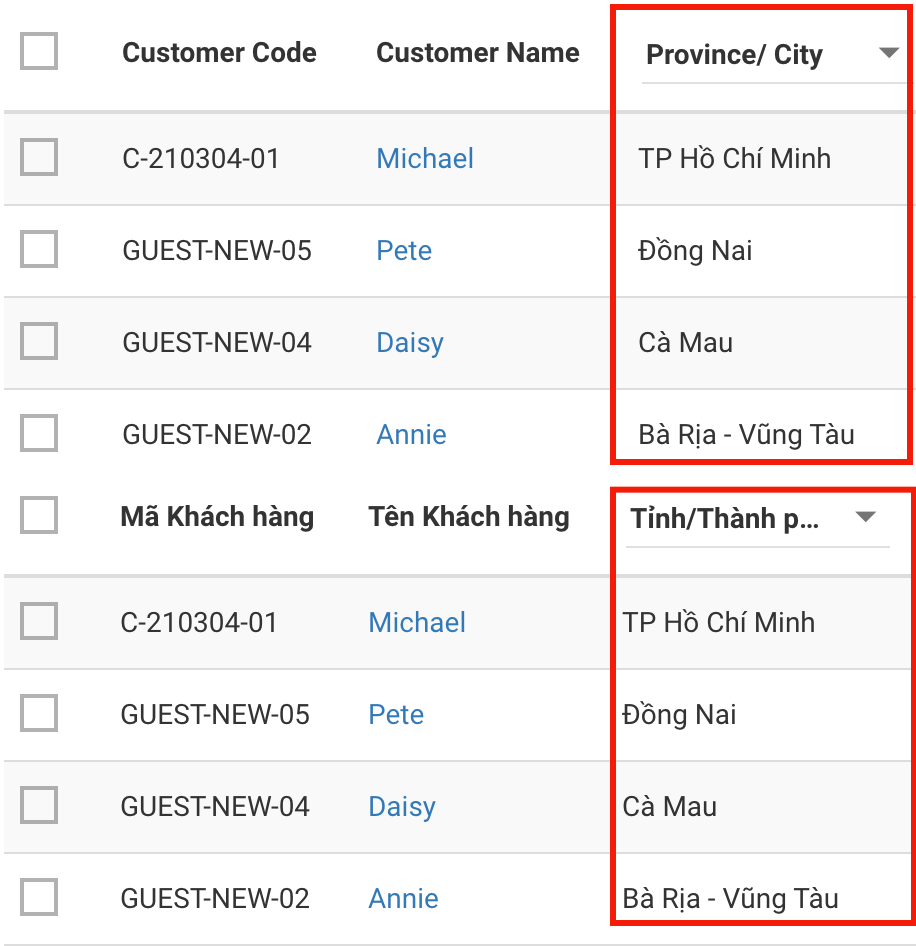 Customer Code Customer Name Province/ City
C-210304-01 Michael TP Hồ Chí Minh
GUEST-NEW-05 Pete Đồng Nai
GUEST-NEW-04 Daisy Cà Mau
GUEST-NEW-02 Annie Bà Rịa - Vũng Tàu
Mã Khách hàng Tên Khách hàng Tỉnh/Thành p...
C-210304-01 Michael TP Hồ Chí Minh
GUEST-NEW-05 Pete Đồng Nai
GUEST-NEW-04 Daisy Cà Mau
GUEST-NEW-02 Annie Bà Rịa - Vũng Tàu